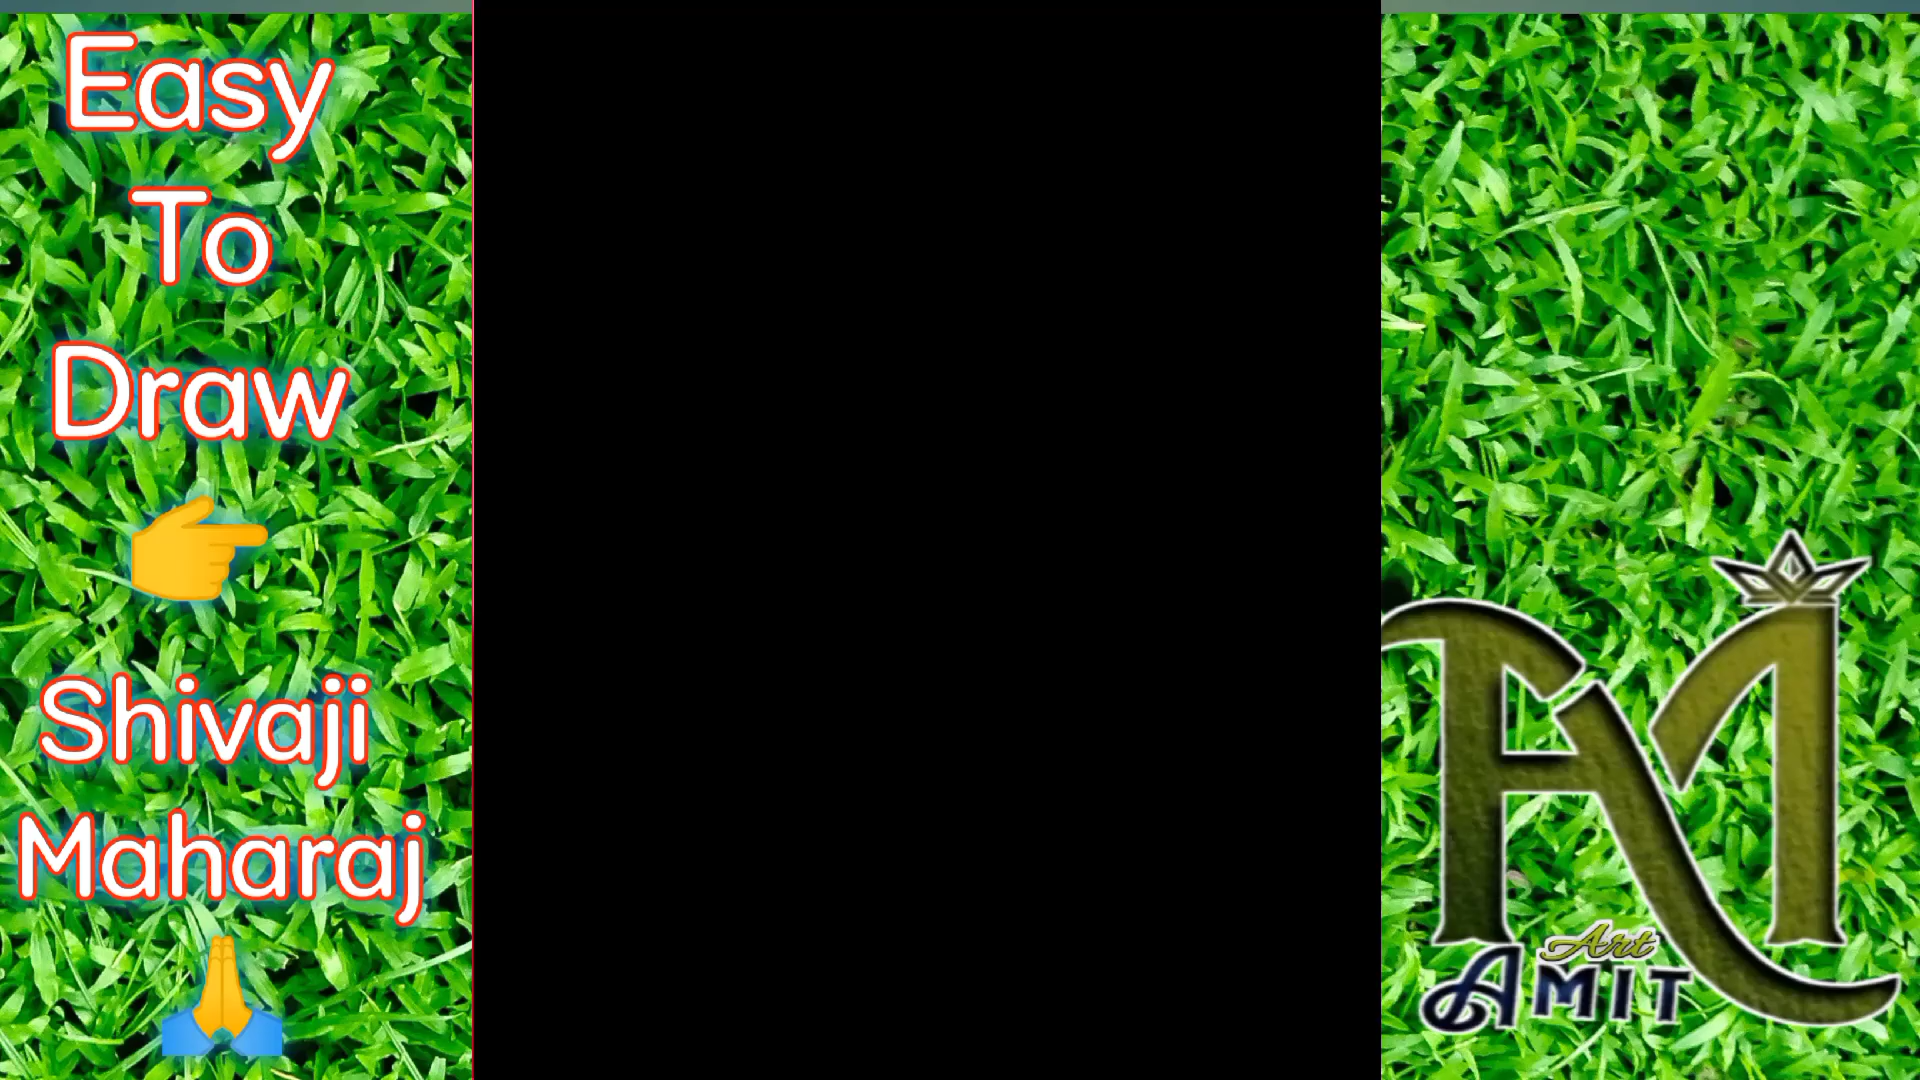 Easy
To
Draw
👉
Shivaji
Maharaj
🙏
Art
AMIT